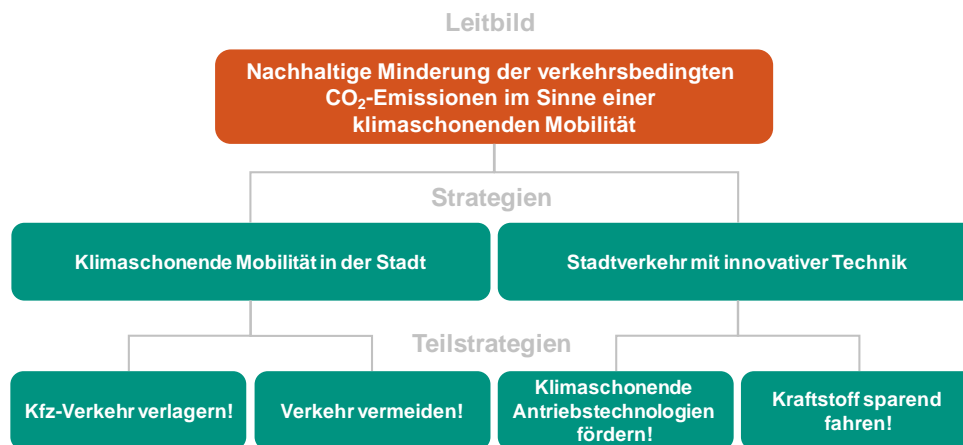 Leitbild
Nachhaltige Minderung der verkehrsbedingten
CO₂-Emissionen im Sinne einer
klimaschonenden Mobilität
Strategien
Klimaschonende Mobilität in der Stadt
Stadtverkehr mit innovativer Technik
Teilstrategien
Kfz-Verkehr verlagern!
Verkehr vermeiden!
Klimaschonende
Antriebstechnologien
fördern!
Kraftstoff sparend
fahren!